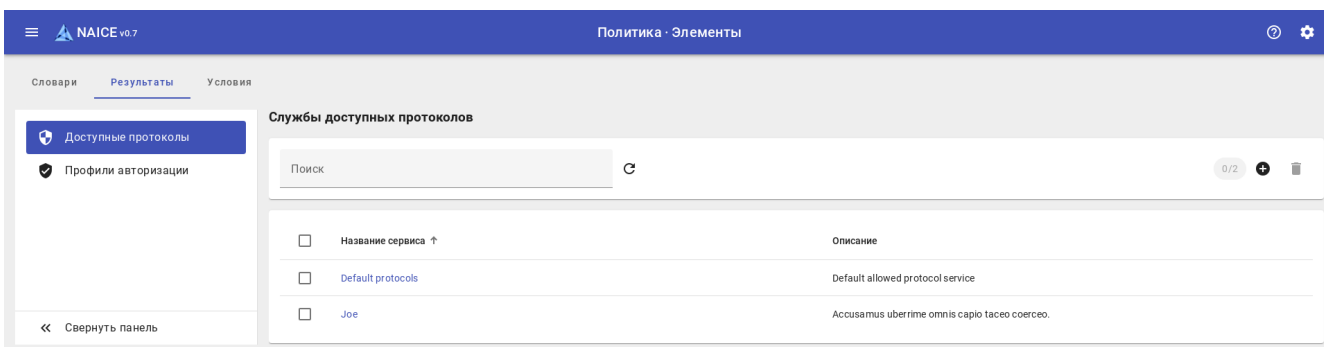 NAICE v0.7
Политика · Элементы
Словари Результаты Условия
Доступные протоколы
Профили авторизации
Свернуть панель
Службы доступных протоколов
Поиск
0/2
Название сервиса Описание
Default protocols Default allowed protocol service
Joe Accusamus uberrime omnis capio taceo coerceo.